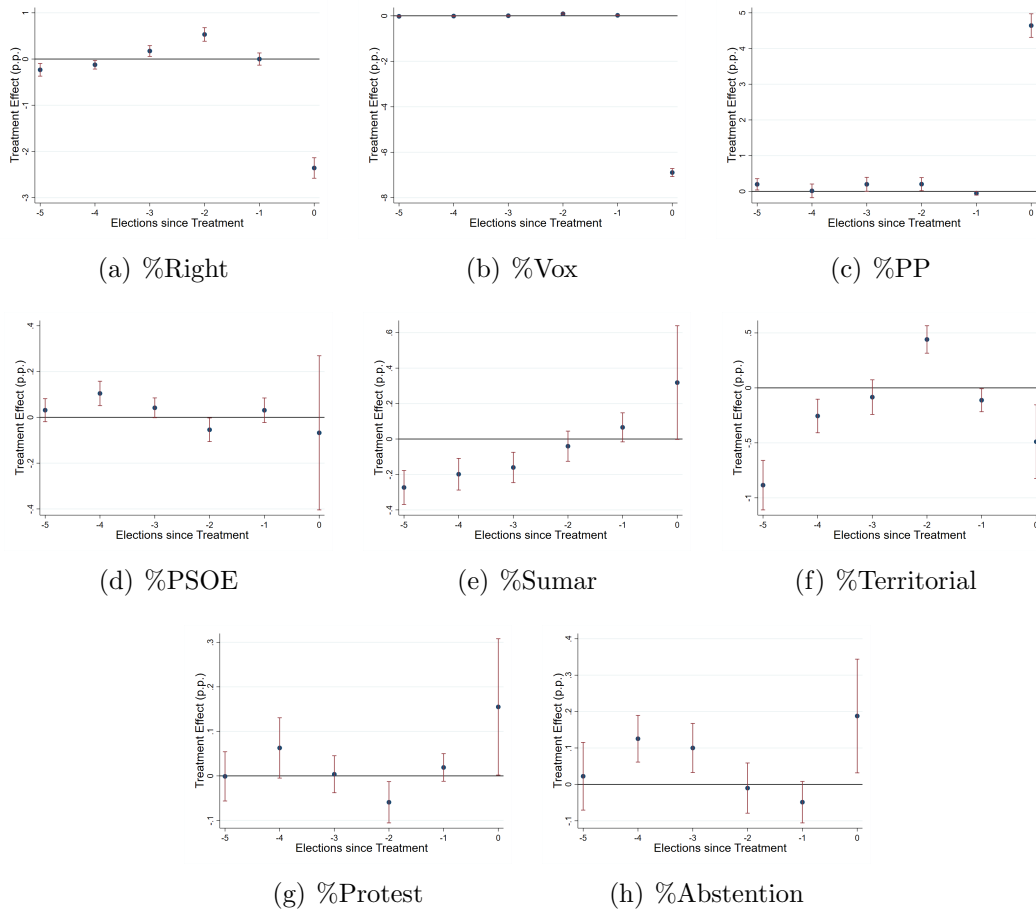 Treatment Effect (p.p.)
1
0
-1
-2
-3
-5 -4 -3 -2 -1 0
Elections since Treatment
(a) %Right
Treatment Effect (p.p.)
0
-2
-4
-6
-8
-5 -4 -3 -2 -1 0
Elections since Treatment
(b) %Vox
Treatment Effect (p.p.)
5
4
3
2
1
0
-5 -4 -3 -2 -1 0
Elections since Treatment
(c) %PP
Treatment Effect (p.p.)
.4
.2
0
-.2
-.4
-5 -4 -3 -2 -1 0
Elections since Treatment
(d) %PSOE
Treatment Effect (p.p.)
.6
.4
.2
0
-.2
-.4
-5 -4 -3 -2 -1 0
Elections since Treatment
(e) %Sumar
Treatment Effect (p.p.)
.5
0
-.5
-1
-5 -4 -3 -2 -1 0
Elections since Treatment
(f) %Territorial
Treatment Effect (p.p.)
.3
.2
.1
0
-.1
-5 -4 -3 -2 -1 0
Elections since Treatment
(g) %Protest
Treatment Effect (p.p.)
.4
.3
.2
.1
0
-.1
-5 -4 -3 -2 -1 0
Elections since Treatment
(h) %Abstention